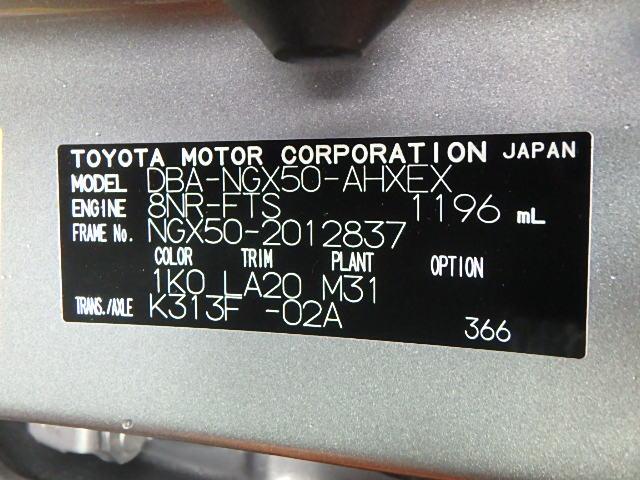 TOYOTA MOTOR CORPORATION JAPAN
MODEL DBA-NGX50-AHXEX
ENGINE 8NR-FTS 1196 mL
FRAME No. NGX50-2012837
COLOR TRIM PLANT OPTION
1K0 LA20 M31
TRANS./AXLE K313F -02A
366